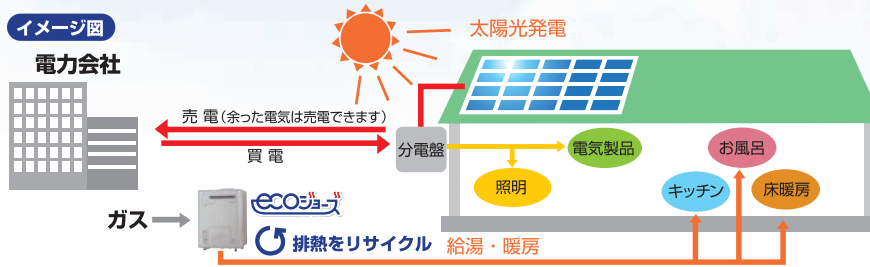 イメージ図
電力会社
太陽光発電
売電(余った電気は売電できます)
買電
分電盤
電気製品
照明
お風呂
キッチン
床暖房
ガス
ecoジョーズ
排熱をリサイクル
給湯・暖房